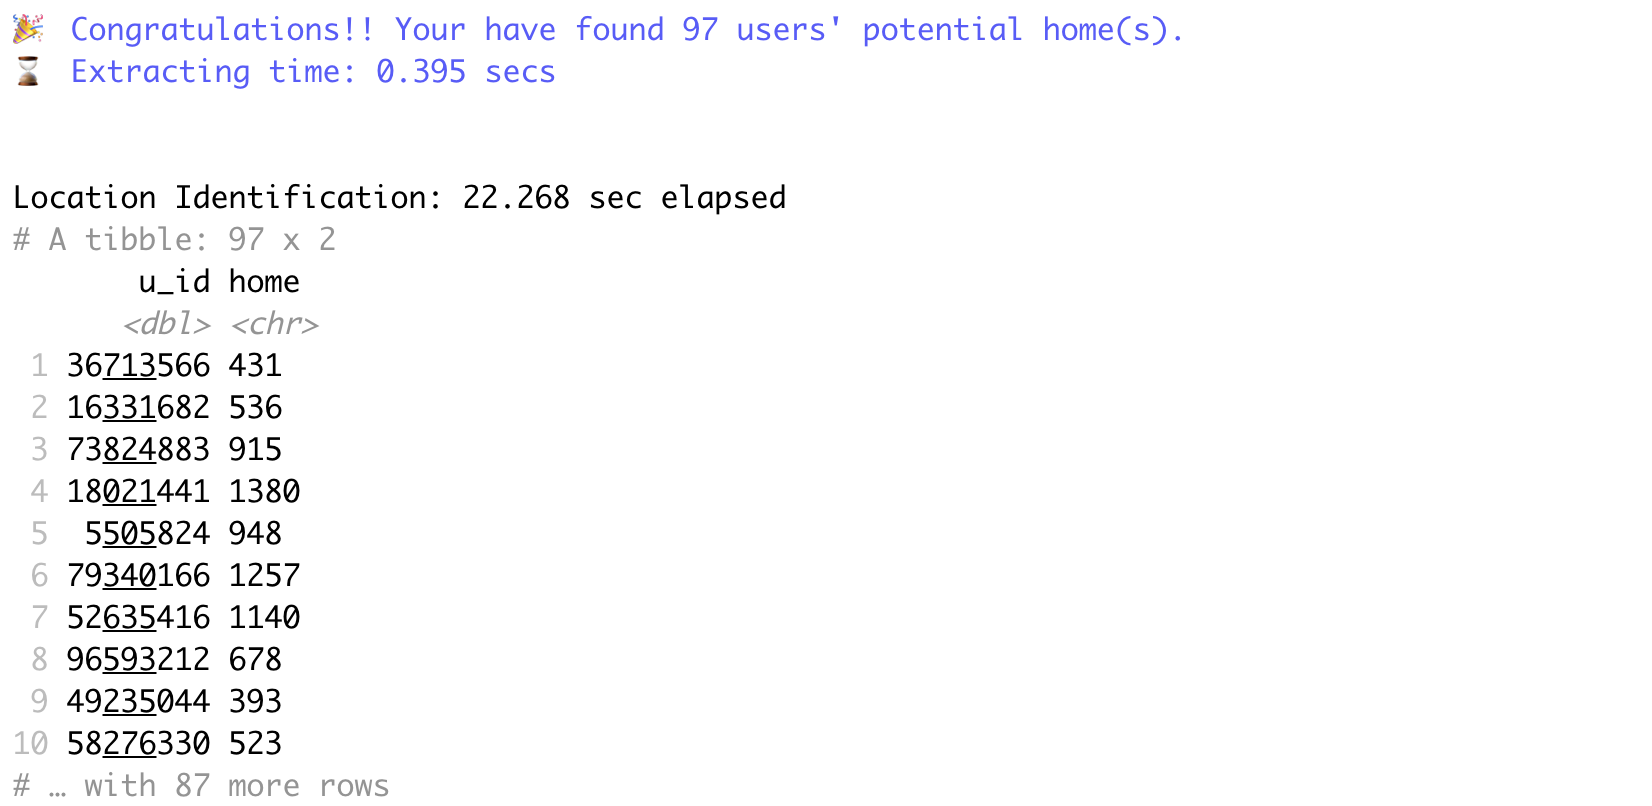 🎉 Congratulations!! Your have found 97 users' potential home(s).
⌛ Extracting time: 0.395 secs
Location Identification: 22.268 sec elapsed
# A tibble: 97 x 2
u_id home
<dbl> <chr>
1 36713566 431
2 16331682 536
3 73824883 915
4 18021441 1380
5 5505824 948
6 79340166 1257
7 52635416 1140
8 96593212 678
9 49235044 393
10 58276330 523
# … with 87 more rows